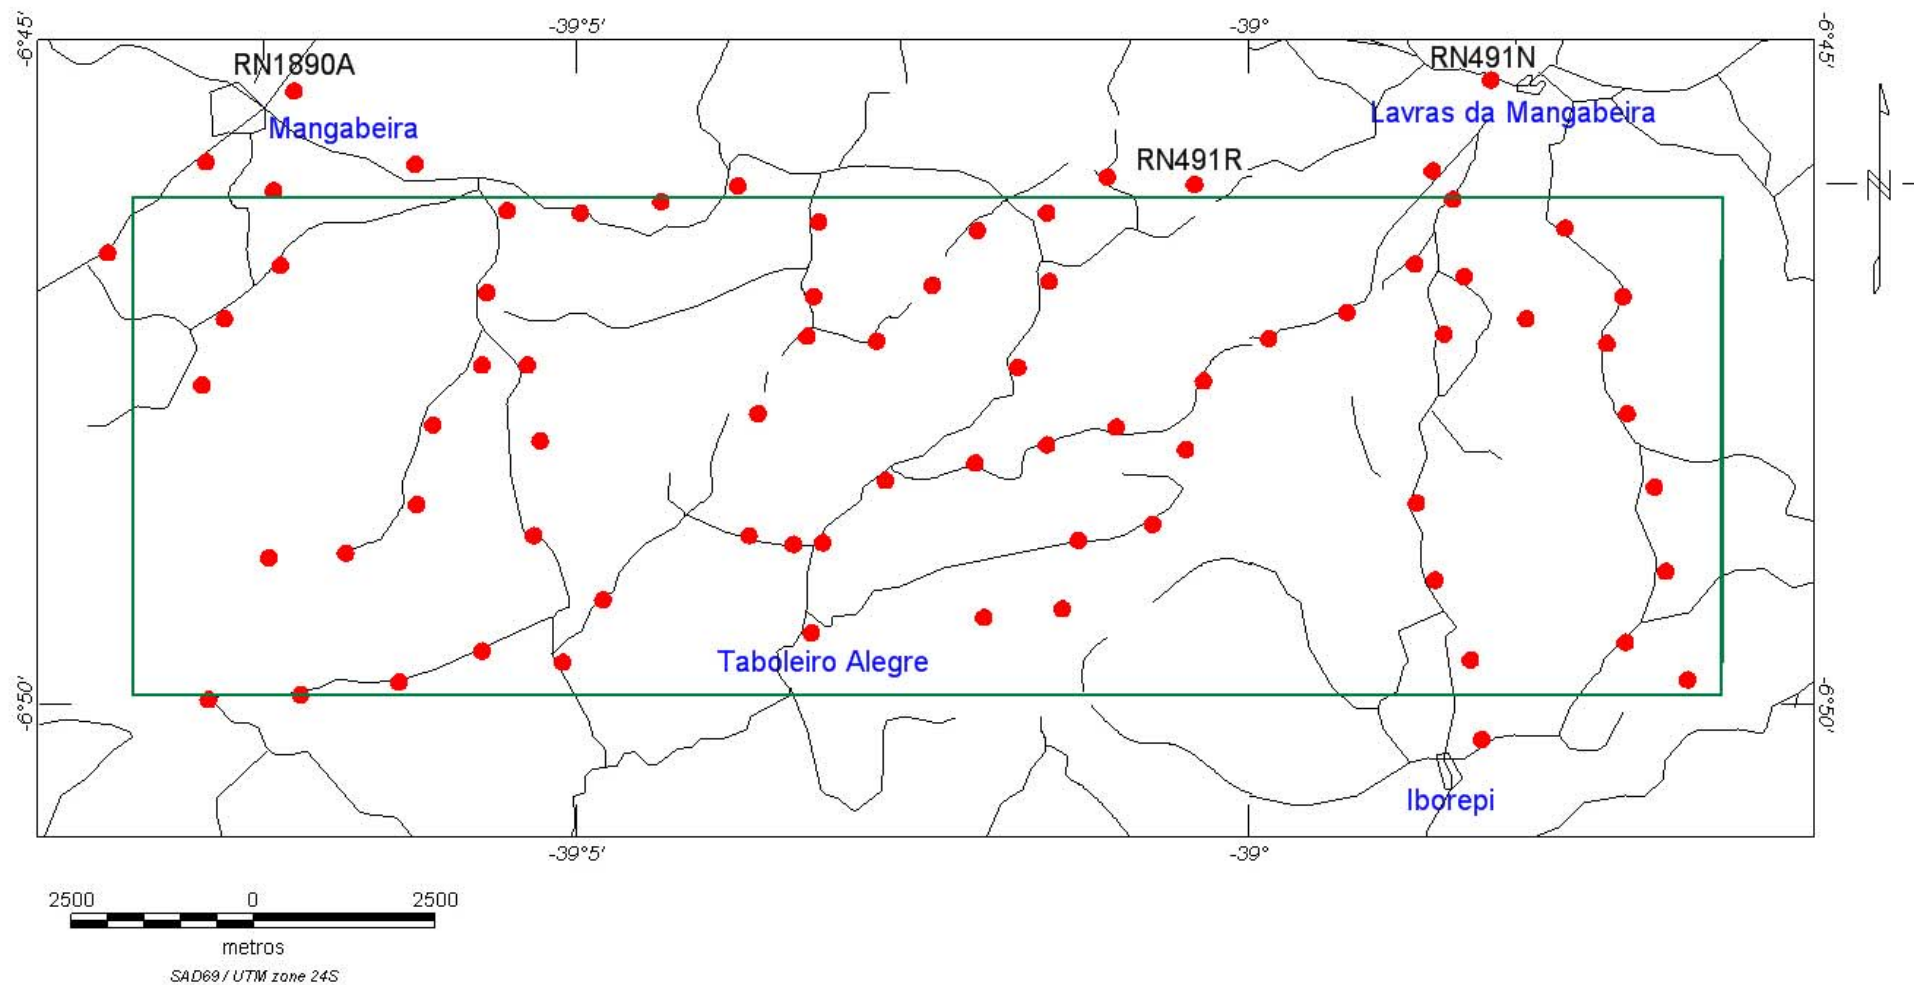 -39°5'
-39°
-6°45'
-6°45'
RN1890A
RN491N
Mangabeira
Lavras da Mangabeira
RN491R
N
Taboleiro Alegre
-6°50'
-6°50'
Iborepi
-39°5'
-39°
2500 0 2500
metros
SAD69 / UTM zone 24S